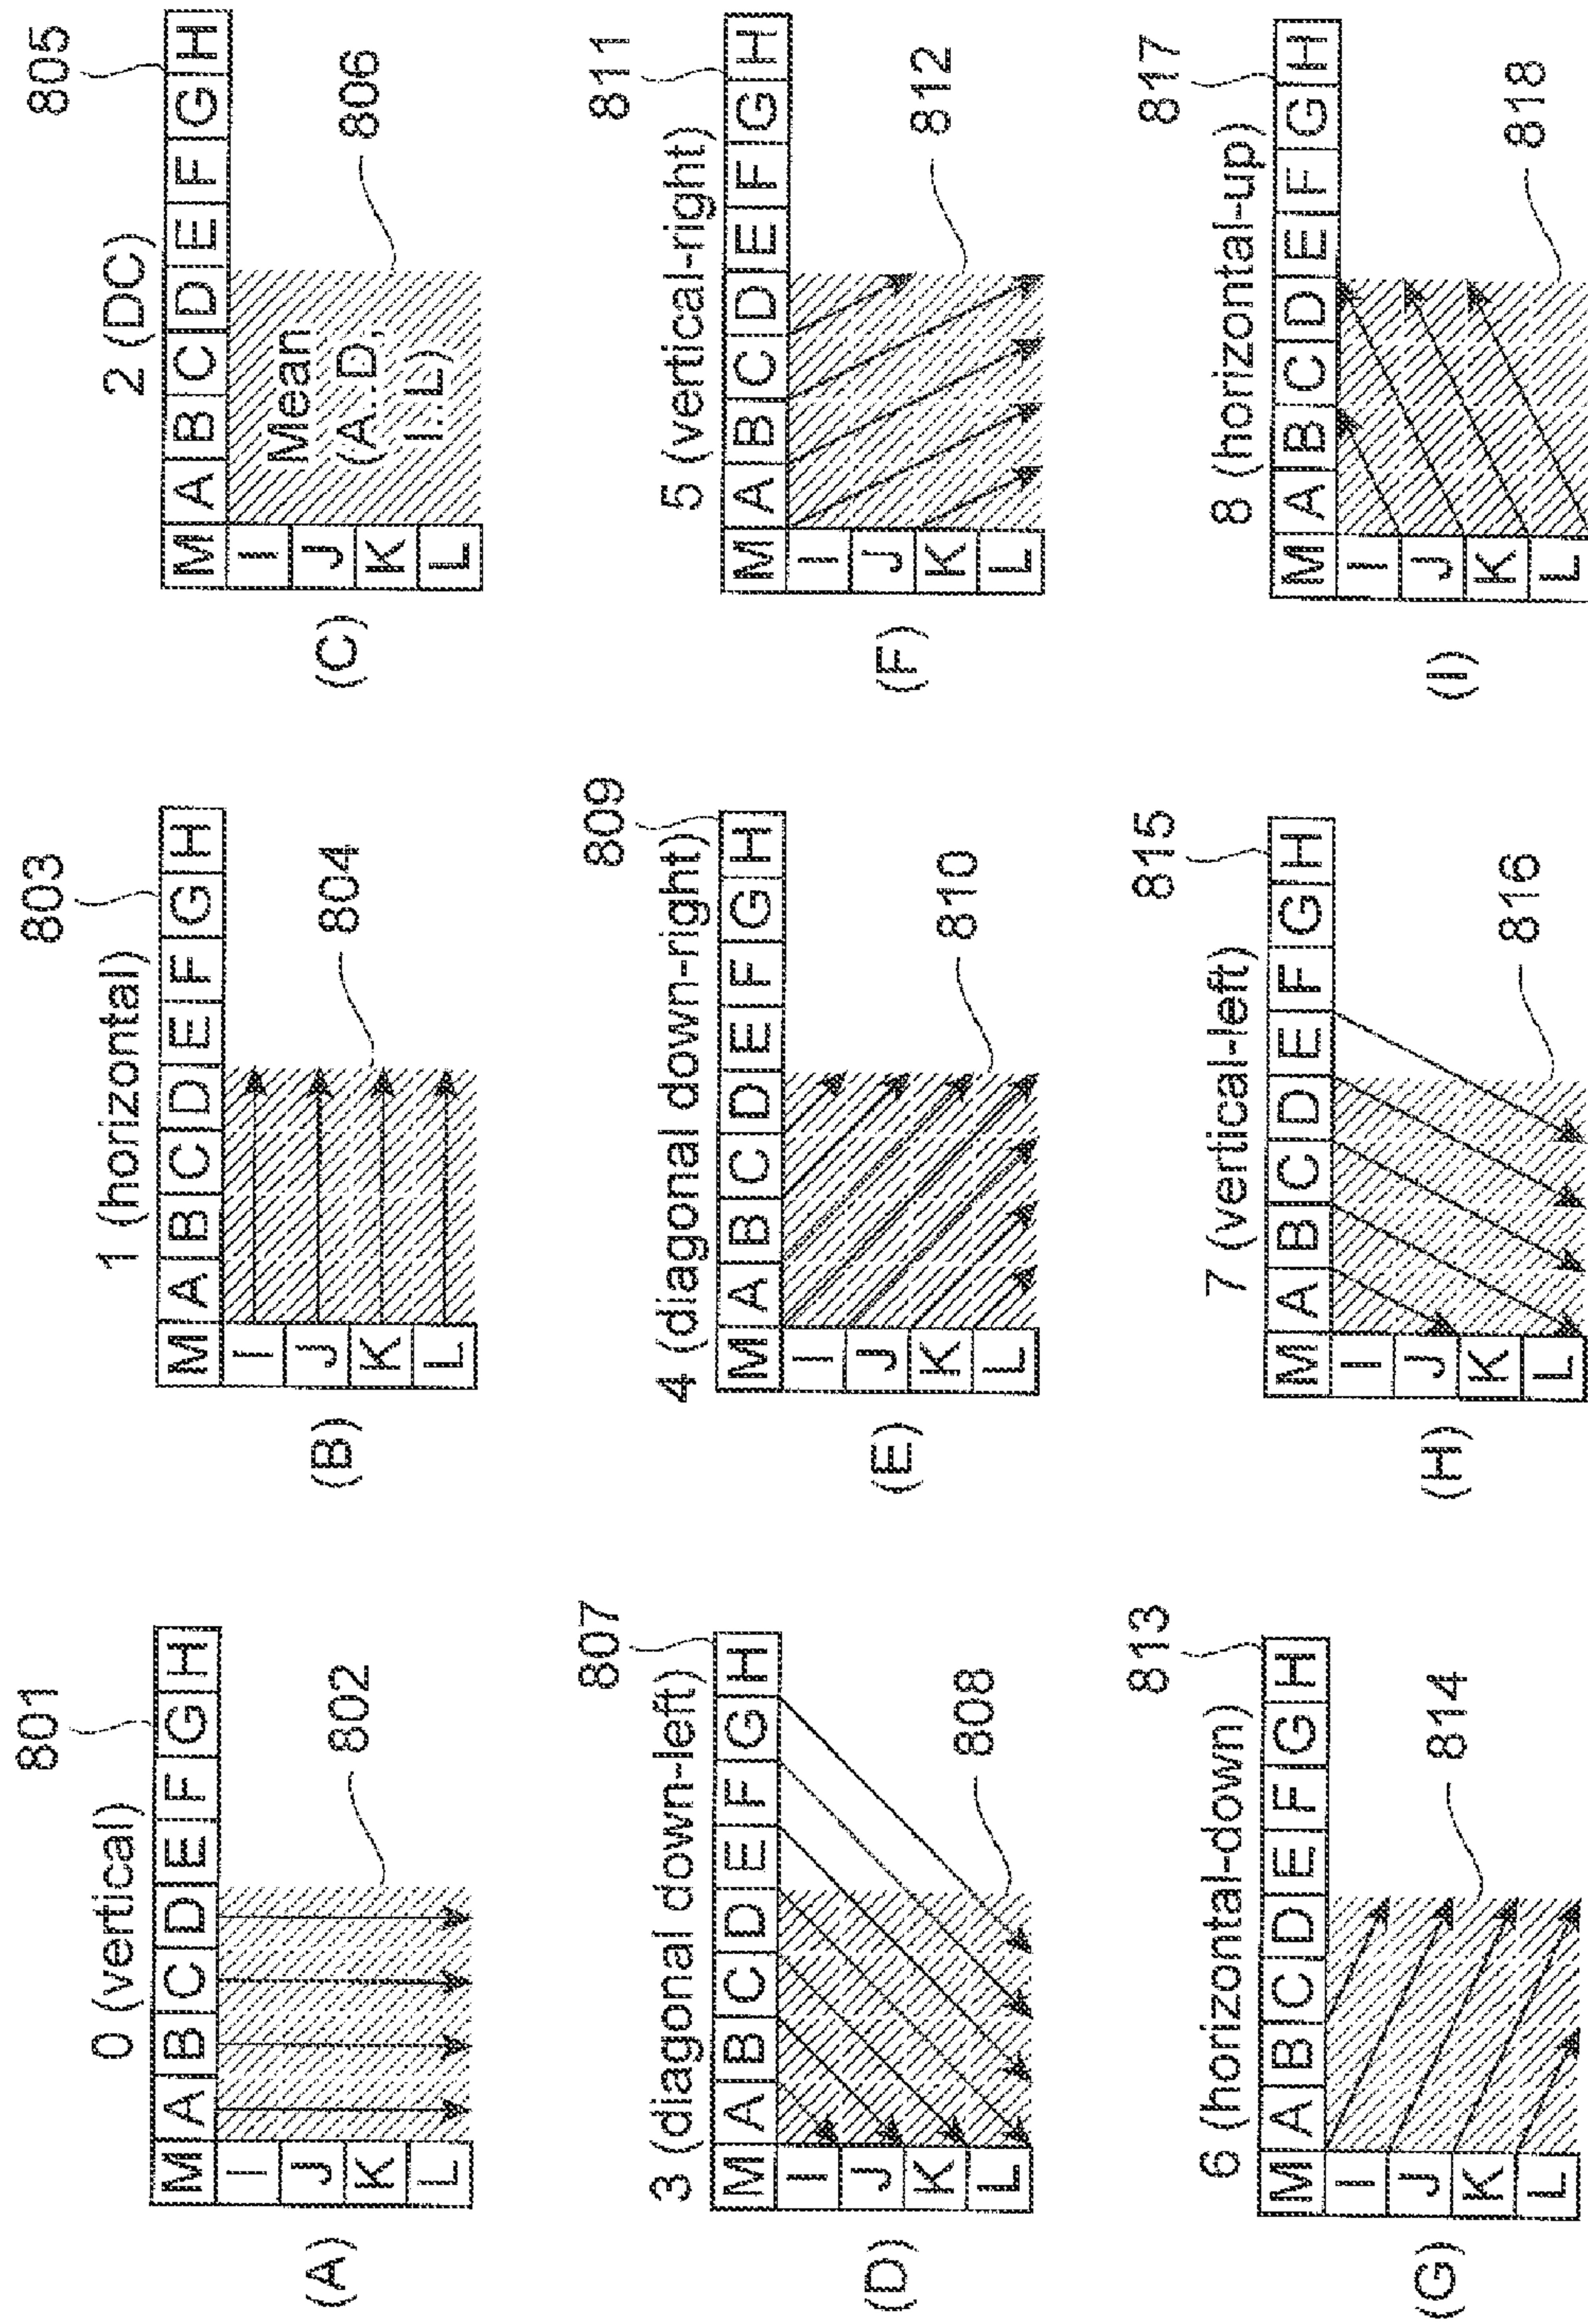 801
0 (vertical)
M A B C D E F G H
I
J
K
L
802
(A)
803
1 (horizontal)
M A B C D E F G H
I
J
K
L
804
(B)
805
2 (DC)
M A B C D E F G H
I
J
K
L
Mean
(A..D,
I..L)
806
(C)
807
3 (diagonal down-left)
M A B C D E F G H
I
J
K
L
808
(D)
809
4 (diagonal down-right)
M A B C D E F G H
I
J
K
L
810
(E)
811
5 (vertical-right)
M A B C D E F G H
I
J
K
L
812
(F)
813
6 (horizontal-down)
M A B C D E F G H
I
J
K
L
814
(G)
815
7 (vertical-left)
M A B C D E F G H
I
J
K
L
816
(H)
817
8 (horizontal-up)
M A B C D E F G H
I
J
K
L
818
(I)